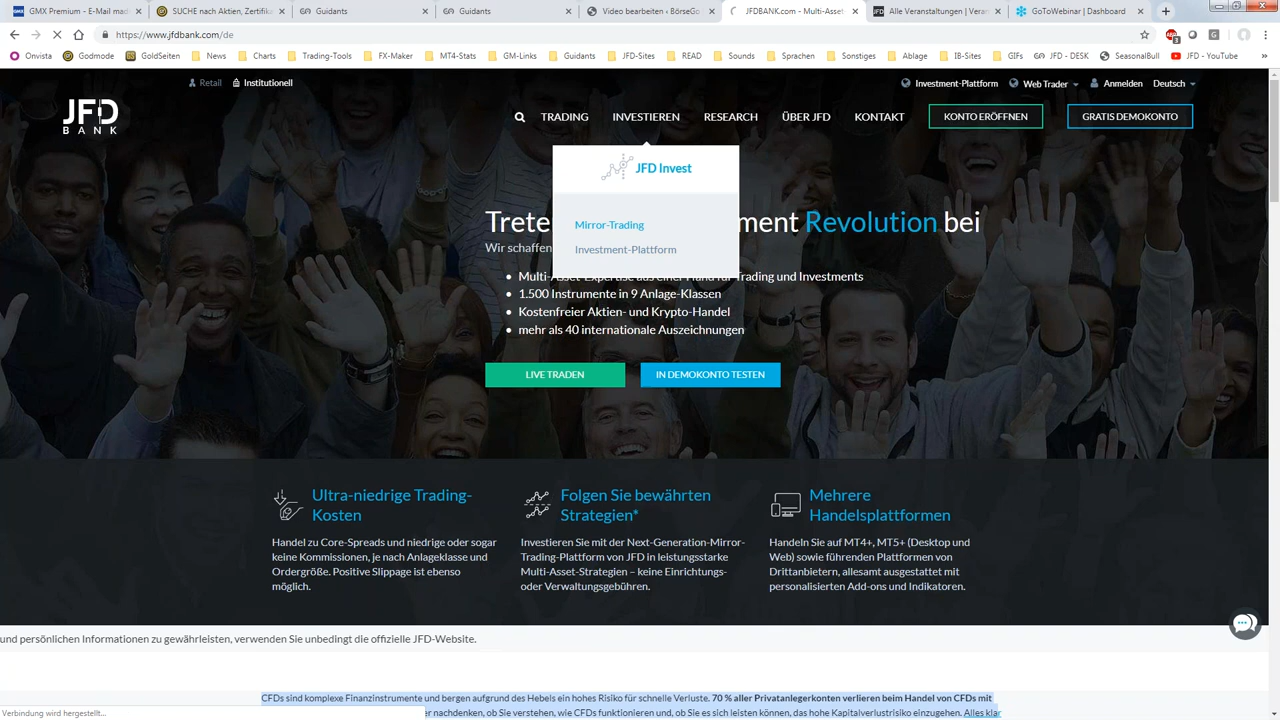 GMX Premium – E-Mail mad
SUCHE nach Aktien, Zertifika
Guidants
Guidants
Video bearbeiten ‹ BörseGo
JFDBANK.com - Multi-Asset
Alle Veranstaltungen | Veran
GoToWebinar | Dashboard
https://www.jfdbank.com/de
Onvista
Godmode
GoldSeiten
News
Charts
Trading-Tools
FX-Maker
MT4-Stats
GM-Links
Guidants
JFD-Sites
READ
Sounds
Sprachen
Sonstiges
Ablage
IB-Sites
GIFs
JFD - DESK
SeasonalBull
JFD - YouTube
Retail
Institutionell
Investment-Plattform
Web Trader
Anmelden
Deutsch
JFD
BANK
TRADING
INVESTIEREN
RESEARCH
ÜBER JFD
KONTAKT
KONTO ERÖFFNEN
GRATIS DEMOKONTO
JFD Invest
Mirror-Trading
Investment-Plattform
Trete ment Revolution bei
Wir schaffen
• Multi-Asset-Expertise aus einer Hand für Trading und Investments
• 1.500 Instrumente in 9 Anlage-Klassen
• Kostenfreier Aktien- und Krypto-Handel
• mehr als 40 internationale Auszeichnungen
LIVE TRADEN
IN DEMOKONTO TESTEN
Ultra-niedrige Trading-
Kosten
Handel zu Core-Spreads und niedrige oder sogar
keine Kommissionen, je nach Anlageklasse und
Ordergröße. Positive Slippage ist ebenso
möglich.
Folgen Sie bewährten
Strategien*
Investieren Sie mit der Next-Generation-Mirror-
Trading-Plattform von JFD in leistungsstarke
Multi-Asset-Strategien – keine Einrichtungs-
oder Verwaltungsgebühren.
Mehrere
Handelsplattformen
Handeln Sie auf MT4+, MT5+ (Desktop und
Web) sowie führenden Plattformen von
Drittanbietern, allesamt ausgestattet mit
personalisierten Add-ons und Indikatoren.
und persönlichen Informationen zu gewährleisten, verwenden Sie unbedingt die offizielle JFD-Website.
CFDs sind komplexe Finanzinstrumente und bergen aufgrund des Hebels ein hohes Risiko für schnelle Verluste. 70 % aller Privatanlegerkonten verlieren beim Handel von CFDs mit
er nachdenken, ob Sie verstehen, wie CFDs funktionieren und, ob Sie es sich leisten können, das hohe Kapitalverlustrisiko einzugehen. Alles klar
Verbindung wird hergestellt...